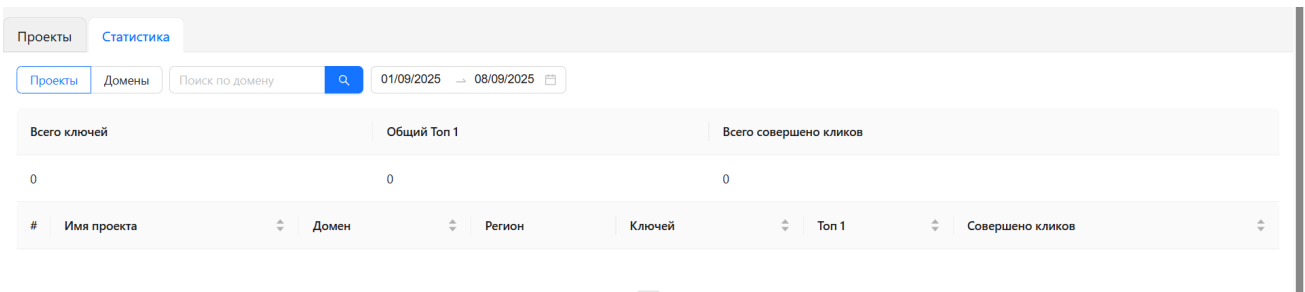 Проекты Статистика
Проекты Домены Поиск по домену 01/09/2025 → 08/09/2025
Всего ключей Общий Топ 1 Всего совершено кликов
0 0 0
# Имя проекта Домен Регион Ключей Топ 1 Совершено кликов